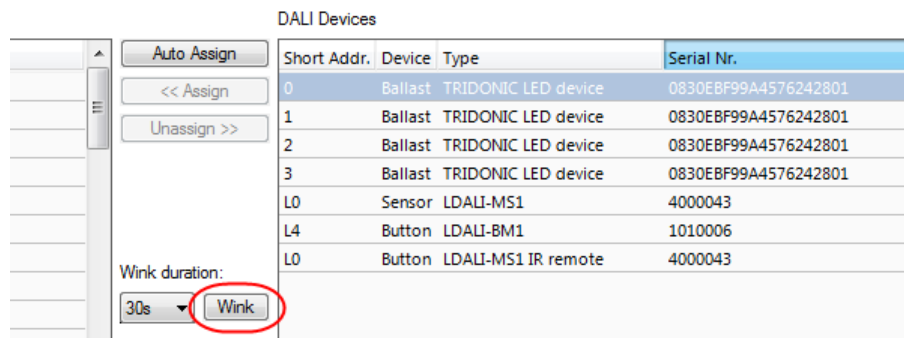 DALI Devices
Auto Assign
<< Assign
Unassign >>
Wink duration:
30s Wink
Short Addr. Device Type Serial Nr.
0 Ballast TRIDONIC LED device 0830EBF99A4576242801
1 Ballast TRIDONIC LED device 0830EBF99A4576242801
2 Ballast TRIDONIC LED device 0830EBF99A4576242801
3 Ballast TRIDONIC LED device 0830EBF99A4576242801
L0 Sensor LDALI-MS1 4000043
L4 Button LDALI-BM1 1010006
L0 Button LDALI-MS1 IR remote 4000043